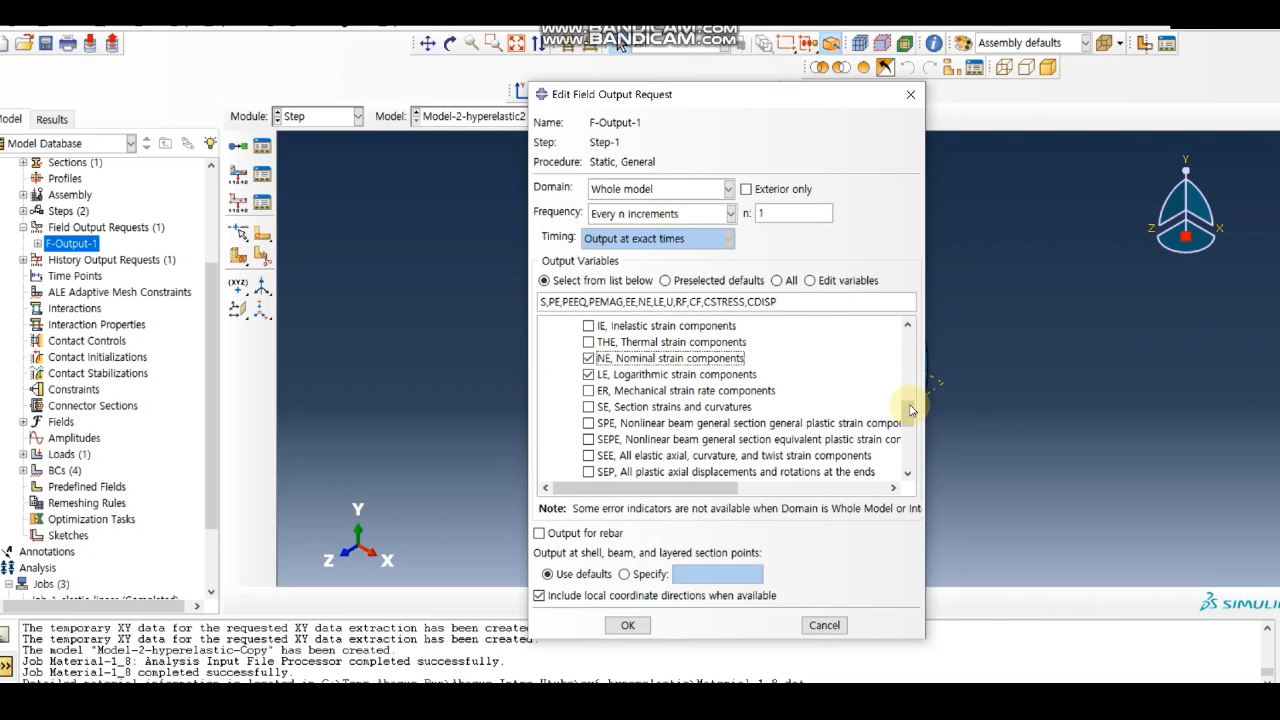 WWW.BANDICAM.COM
WWW.BANDICAM.COM
Assembly defaults
Model
Results
Module:
Step
Model:
Model-2-hyperelastic2
Edit Field Output Request
Model Database
Sections (1)
Profiles
Assembly
Steps (2)
Field Output Requests (1)
F-Output-1
History Output Requests (1)
Time Points
ALE Adaptive Mesh Constraints
Interactions
Interaction Properties
Contact Controls
Contact Initializations
Contact Stabilizations
Constraints
Connector Sections
Fields
Amplitudes
Loads (1)
BCs (4)
Predefined Fields
Remeshing Rules
Optimization Tasks
Sketches
Annotations
Analysis
Jobs (3)
Job-1 elastic-linear (Completed)
(XYZ)
Name: F-Output-1
Step: Step-1
Procedure: Static, General
Domain: Whole model Exterior only
Frequency: Every n increments n: 1
Timing: Output at exact times
Output Variables
Select from list below Preselected defaults All Edit variables
S,PE,PEEQ,PEMAG,EE,NE,LE,U,RF,CF,CSTRESS,CDISP
IE, Inelastic strain components
THE, Thermal strain components
NE, Nominal strain components
LE, Logarithmic strain components
ER, Mechanical strain rate components
SE, Section strains and curvatures
SPE, Nonlinear beam general section general plastic strain compo
SEPE, Nonlinear beam general section equivalent plastic strain cor
SEE, All elastic axial, curvature, and twist strain components
SEP, All plastic axial displacements and rotations at the ends
Note: Some error indicators are not available when Domain is Whole Model or Int
Output for rebar
Output at shell, beam, and layered section points:
Use defaults Specify:
Include local coordinate directions when available
OK
Cancel
Y
Z
X
Y
Z
X
SIMULI
The temporary XY data for the requested XY data extraction has been created
The temporary XY data for the requested XY data extraction has been created.
The model "Model-2-hyperelastic-Copy" has been created.
Job Material-1_8: Analysis Input File Processor completed successfully.
Job Material-1_8 completed successfully.